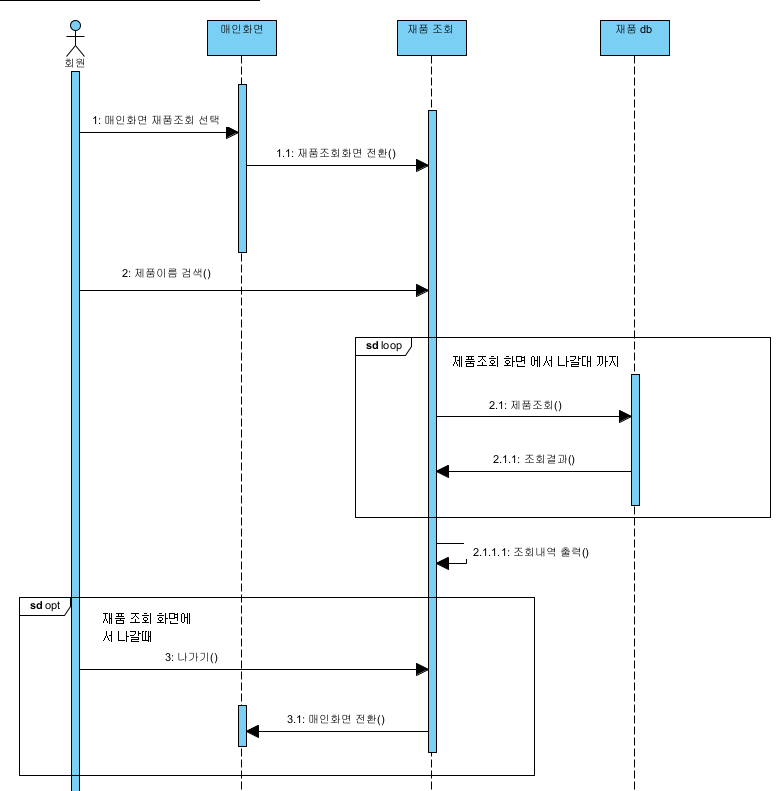 회원
매인화면
재품 조회
재품 db
1: 매인화면 재품조회 선택
1.1: 재품조회화면 전환()
2: 제품이름 검색()
sd loop
제품조회 화면 에서 나갈대 까지
2.1: 제품조회()
2.1.1: 조회결과()
2.1.1.1: 조회내역 출력()
sd opt
재품 조회 화면에
서 나갈때
3: 나가기()
3.1: 매인화면 전환()